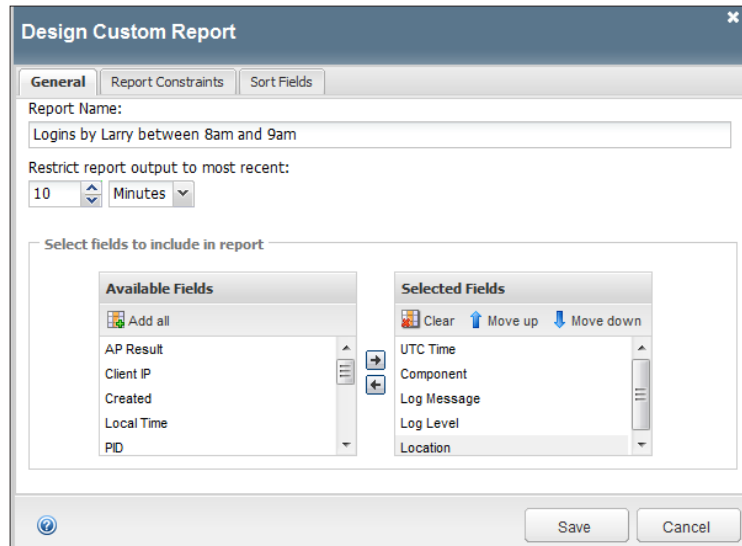 Design Custom Report
General Report Constraints Sort Fields
Report Name:
Logins by Larry between 8am and 9am
Restrict report output to most recent:
10 Minutes
Select fields to include in report
Available Fields
Add all
AP Result
Client IP
Created
Local Time
PID
Selected Fields
Clear Move up Move down
UTC Time
Component
Log Message
Log Level
Location
Save Cancel